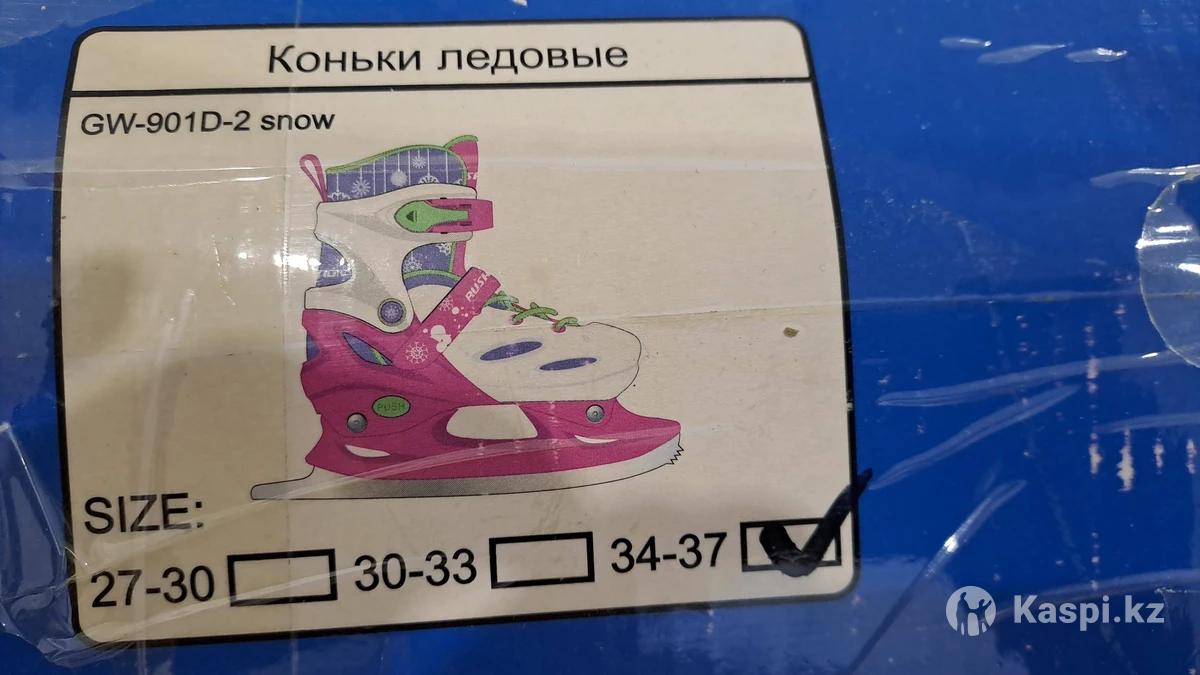 Коньки ледовые
GW-901D-2 snow
PUSH
SIZE:
27-30 30-33 34-37
Kaspi.kz